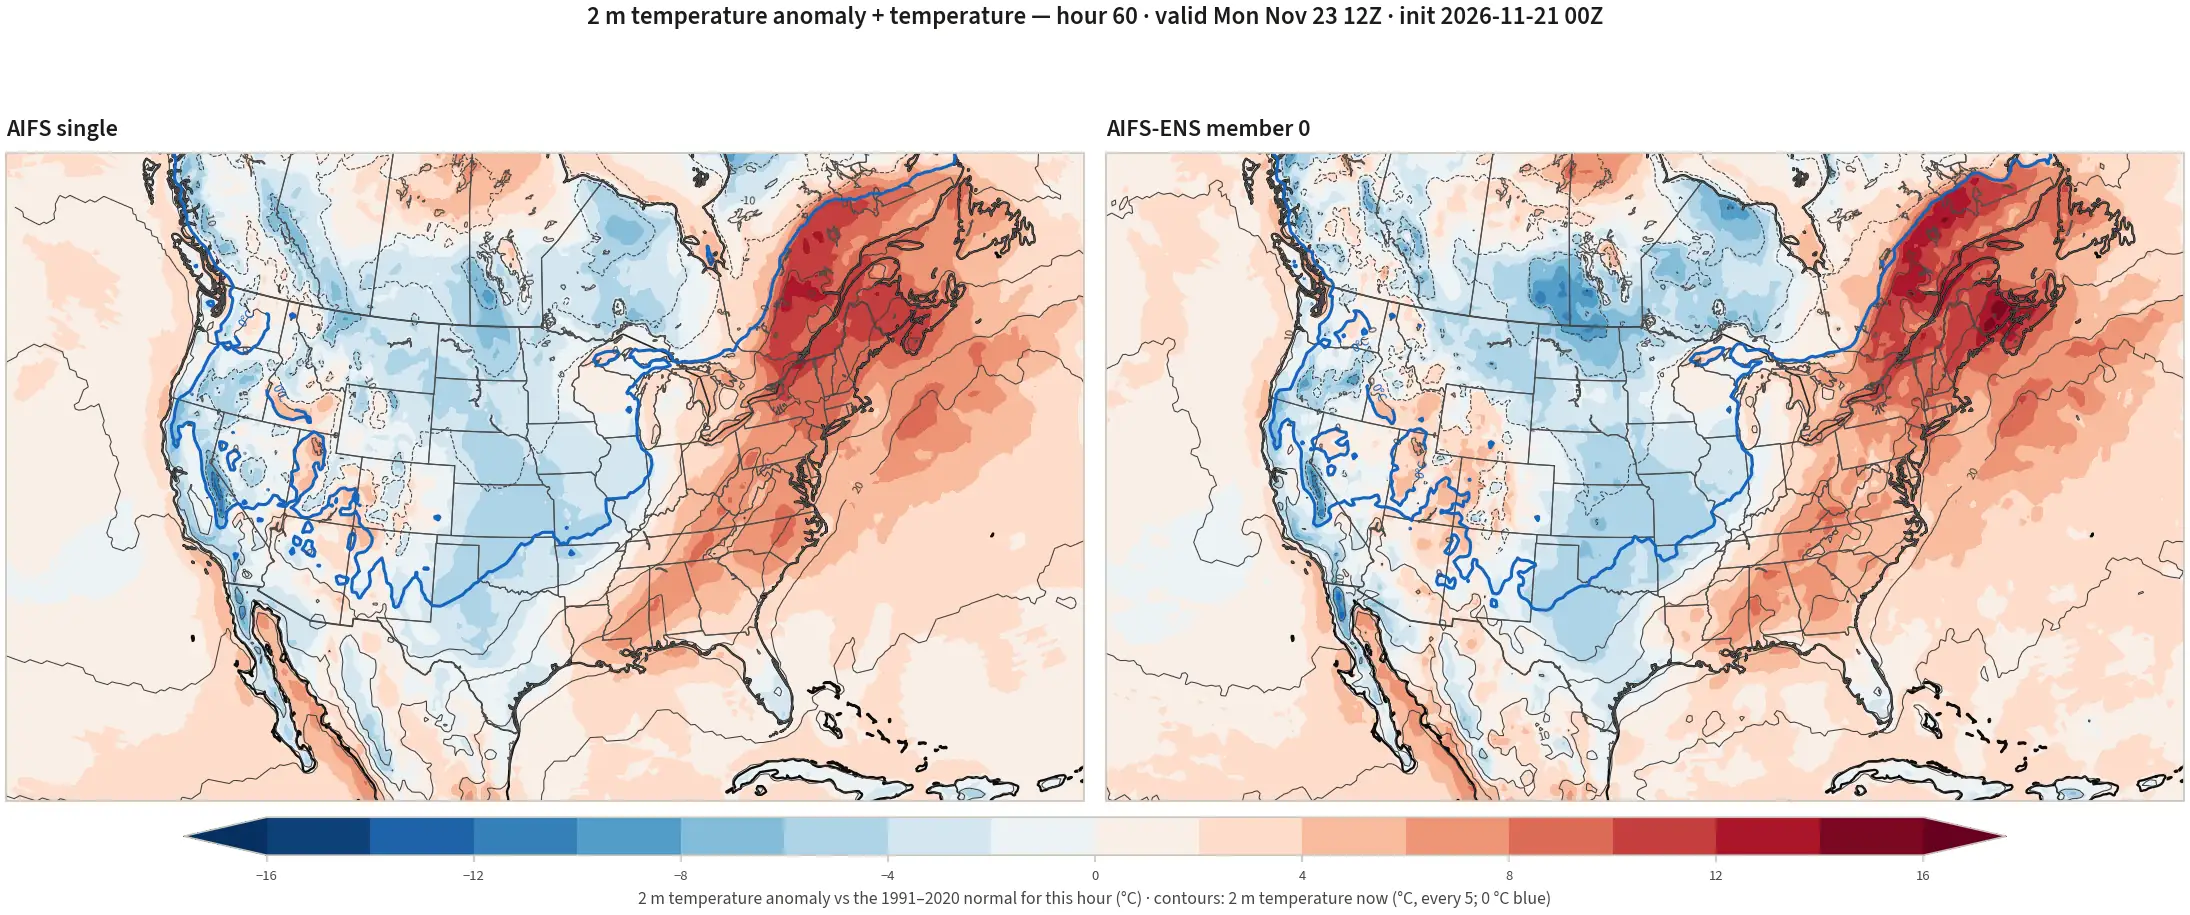 2 m temperature anomaly + temperature — hour 60 · valid Mon Nov 23 12Z · init 2026-11-21 00Z
AIFS single
AIFS-ENS member 0
-10
20
20
10
−16 −12 −8 −4 0 4 8 12 16
2 m temperature anomaly vs the 1991–2020 normal for this hour (°C) · contours: 2 m temperature now (°C, every 5; 0 °C blue)